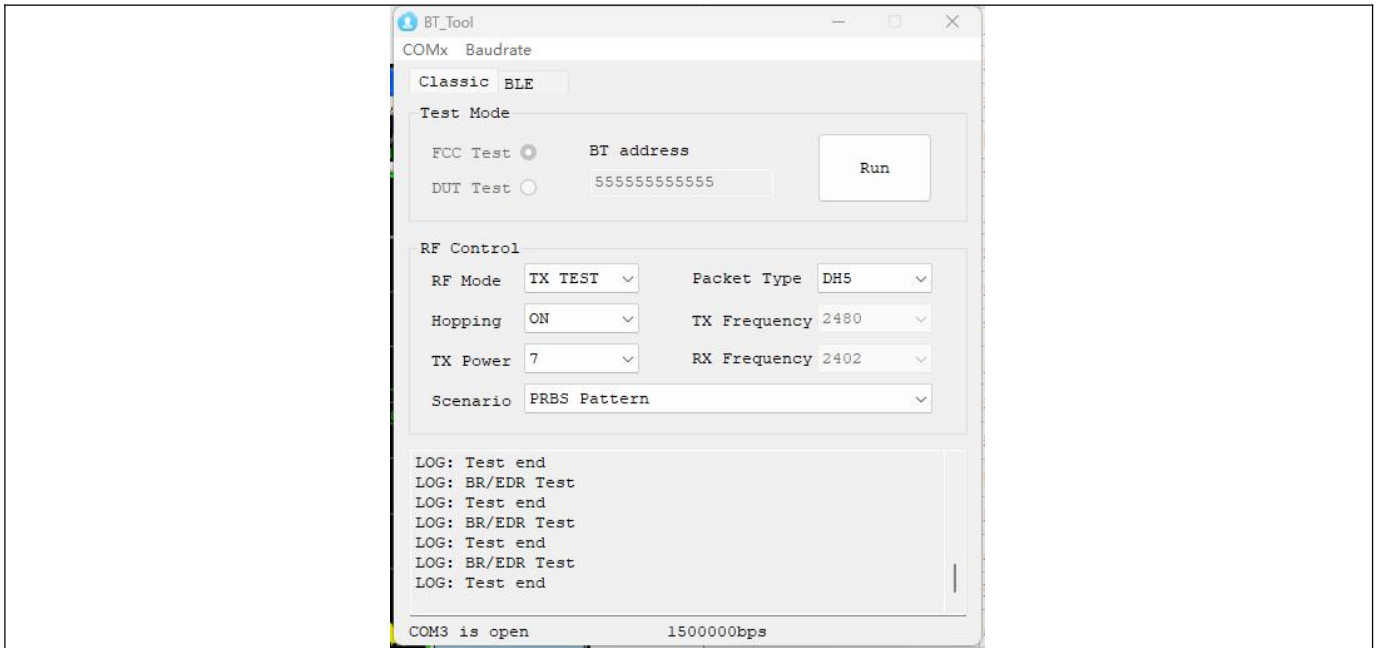 BT_Tool
COMx Baudrate
Classic BLE
Test Mode
FCC Test BT address
555555555555 Run
DUT Test
RF Control
RF Mode TX TEST Packet Type DH5
Hopping ON TX Frequency 2480
TX Power 7 RX Frequency 2402
Scenario PRBS Pattern
LOG: Test end
LOG: BR/EDR Test
LOG: Test end
LOG: BR/EDR Test
LOG: Test end
LOG: BR/EDR Test
LOG: Test end
COM3 is open 1500000bps